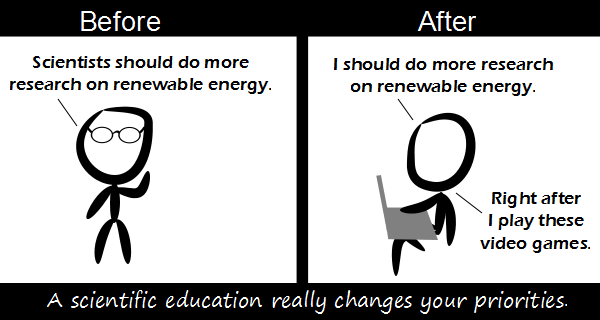 Before
Scientists should do more
research on renewable energy.
After
I should do more research
on renewable energy.
Right after
I play these
video games.
A scientific education really changes your priorities.